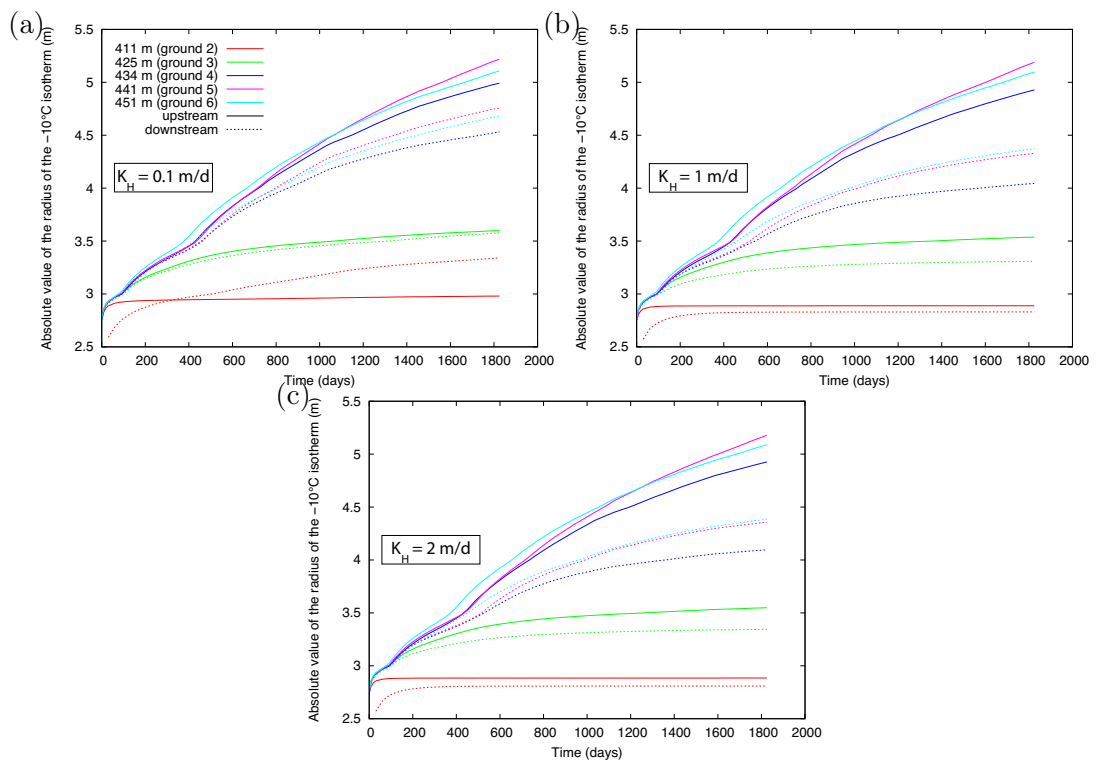 (a)
Absolute value of the radius of the −10°C isotherm (m)
5.5
5
4.5
4
3.5
3
2.5
411 m (ground 2)
425 m (ground 3)
434 m (ground 4)
441 m (ground 5)
451 m (ground 6)
upstream
downstream
K_H = 0.1 m/d
0 200 400 600 800 1000 1200 1400 1600 1800 2000
Time (days)
(b)
Absolute value of the radius of the −10°C isotherm (m)
5.5
5
4.5
4
3.5
3
2.5
K_H = 1 m/d
0 200 400 600 800 1000 1200 1400 1600 1800 2000
Time (days)
(c)
Absolute value of the radius of the −10°C isotherm (m)
5.5
5
4.5
4
3.5
3
2.5
K_H = 2 m/d
0 200 400 600 800 1000 1200 1400 1600 1800 2000
Time (days)